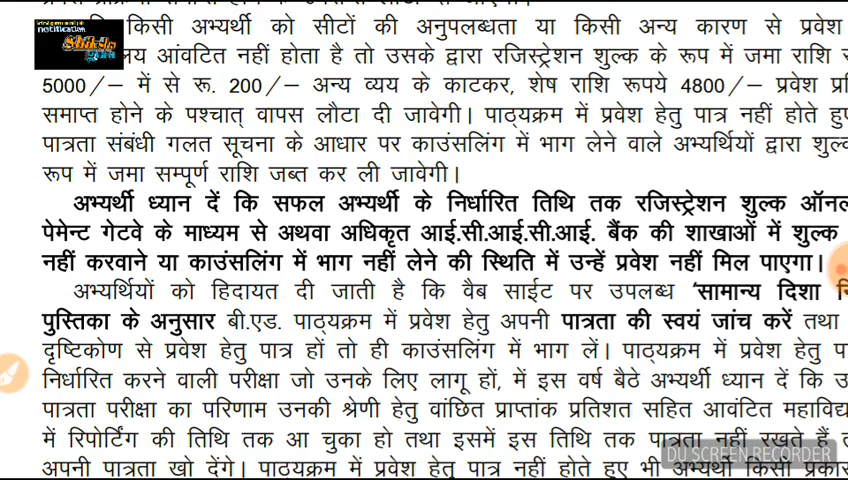 notification
किसी अभ्यर्थी को सीटों की अनुपलब्धता या किसी अन्य कारण से प्रवेश
आंवटित नहीं होता है तो उसके द्वारा रजिस्ट्रेशन शुल्क के रूप में जमा राशि
5000/– में से रू. 200/– अन्य व्यय के काटकर, शेष राशि रूपये 4800/– प्रवेश
समाप्त होने के पश्चात् वापस लौटा दी जावेगी। पाठ्यक्रम में प्रवेश हेतु पात्र नहीं होते
पात्रता संबंधी गलत सूचना के आधार पर काउंसलिंग में भाग लेने वाले अभ्यर्थियों द्वारा
रूप में जमा सम्पूर्ण राशि जब्त कर ली जावेगी।
अभ्यर्थी ध्यान दें कि सफल अभ्यर्थी के निर्धारित तिथि तक रजिस्ट्रेशन शुल्क
पेमेन्ट गेटवे के माध्यम से अथवा अधिकृत आई.सी.आई.सी.आई. बैंक की शाखाओं में शुल्क
नहीं करवाने या काउंसलिंग में भाग नहीं लेने की स्थिति में उन्हें प्रवेश नहीं मिल पाएगा।
अभ्यर्थियों को हिदायत दी जाती है कि वैब साईट पर उपलब्ध 'सामान्य दिशा
पुस्तिका के अनुसार बी.एड. पाठ्यक्रम में प्रवेश हेतु अपनी पात्रता की स्वयं जांच करें तथा
दृष्टिकोण से प्रवेश हेतु पात्र हों तो ही काउंसलिंग में भाग लें। पाठ्यक्रम में प्रवेश हेतु
निर्धारित करने वाली परीक्षा जो उनके लिए लागू हों, में इस वर्ष बैठे अभ्यर्थी ध्यान दें कि
पात्रता परीक्षा का परिणाम उनकी श्रेणी हेतु वांछित प्राप्तांक प्रतिशत सहित आवंटित
में रिपोर्टिंग की तिथि तक आ चुका हो तथा इसमें इस तिथि तक पात्रता नहीं रखते हैं
अपनी पात्रता खो देंगे। पाठ्यक्रम में प्रवेश हेतु पात्र नहीं होते हुए भी अभ्यर्थी किसी
DU SCREEN RECORDER